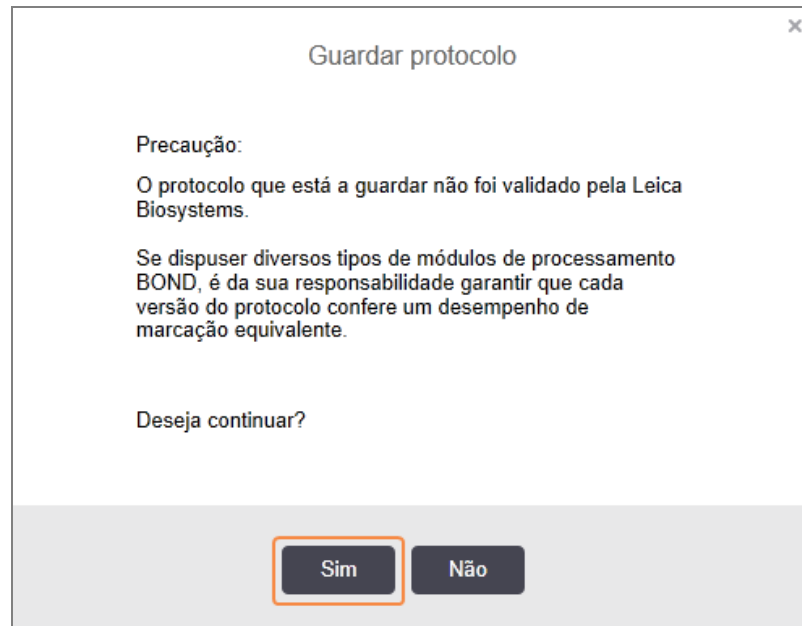 Guardar protocolo
Precaução:
O protocolo que está a guardar não foi validado pela Leica
Biosystems.
Se dispuser diversos tipos de módulos de processamento
BOND, é da sua responsabilidade garantir que cada
versão do protocolo confere um desempenho de
marcação equivalente.
Deseja continuar?
Sim Não